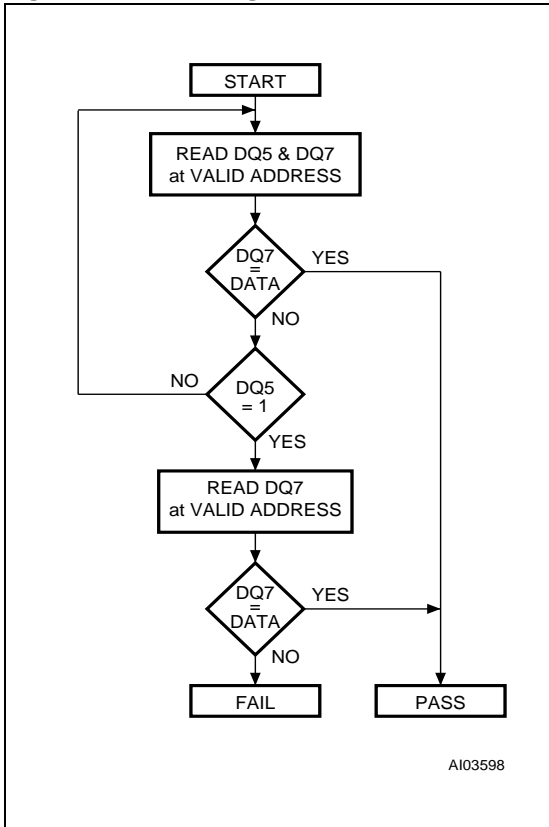 START
READ DQ5 & DQ7
at VALID ADDRESS
DQ7
=
DATA
YES
NO
DQ5
= 1
NO
YES
READ DQ7
at VALID ADDRESS
DQ7
=
DATA
YES
NO
FAIL
PASS
AI03598